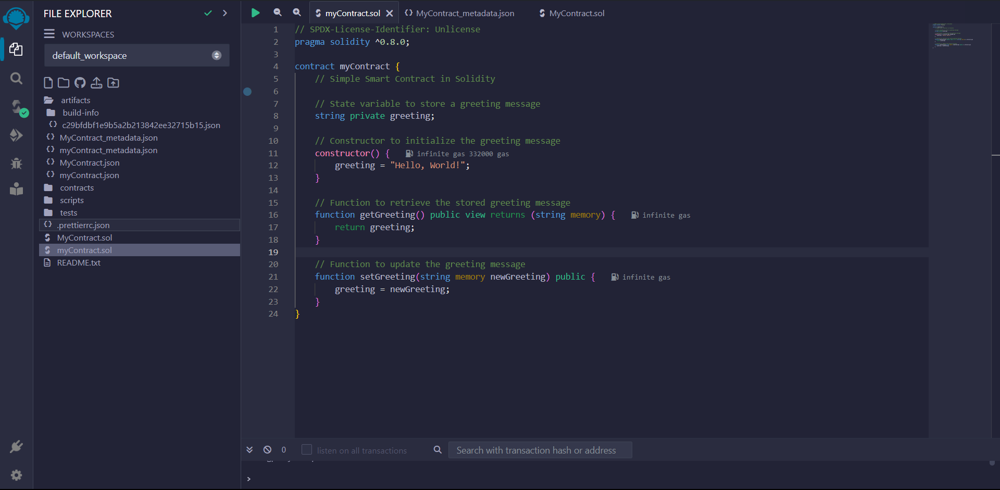 FILE EXPLORER
WORKSPACES
default_workspace
artifacts
build-info
c29bfdbf1e9b5a2b213842ee32715b15.json
MyContract_metadata.json
myContract_metadata.json
MyContract.json
myContract.json
contracts
scripts
tests
.prettierrc.json
MyContract.sol
myContract.sol
README.txt
myContract.sol
MyContract_metadata.json
MyContract.sol
1 // SPDX-License-Identifier: Unlicense
2 pragma solidity ^0.8.0;
3
4 contract myContract {
5 // Simple Smart Contract in Solidity
6
7 // State variable to store a greeting message
8 string private greeting;
9
10 // Constructor to initialize the greeting message
11 constructor() { infinite gas 332000 gas
12 greeting = "Hello, World!";
13 }
14
15 // Function to retrieve the stored greeting message
16 function getGreeting() public view returns (string memory) { infinite gas
17 return greeting;
18 }
19
20 // Function to update the greeting message
21 function setGreeting(string memory newGreeting) public { infinite gas
22 greeting = newGreeting;
23 }
24 }
0 listen on all transactions Search with transaction hash or address
>